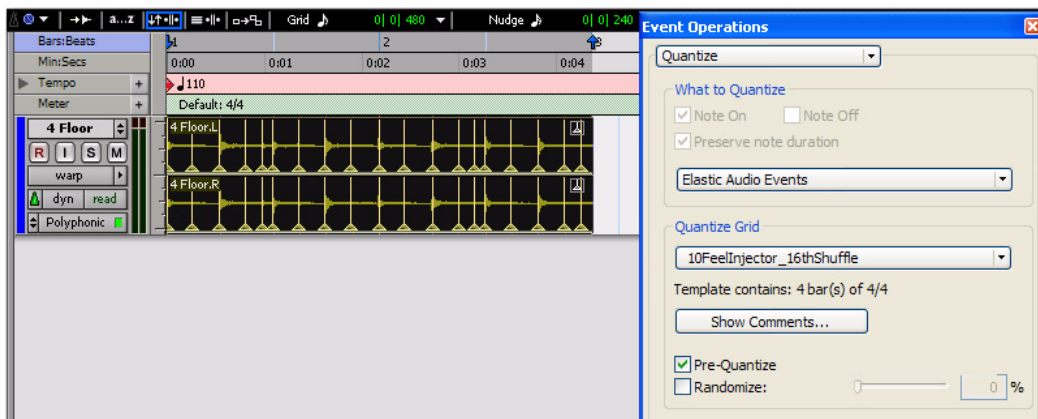 a...z Grid 0| 0| 480 Nudge 0| 0| 240
Bars:Beats 1 2 3
Min:Secs 0:00 0:01 0:02 0:03 0:04
Tempo + 110
Meter + Default: 4/4
4 Floor 4 Floor.L
R I S M
warp
4 Floor.R
dyn read
Polyphonic
Event Operations
Quantize
What to Quantize
Note On Note Off
Preserve note duration
Elastic Audio Events
Quantize Grid
10FeelInjector_16thShuffle
Template contains: 4 bar(s) of 4/4
Show Comments...
Pre-Quantize
Randomize: 0 %